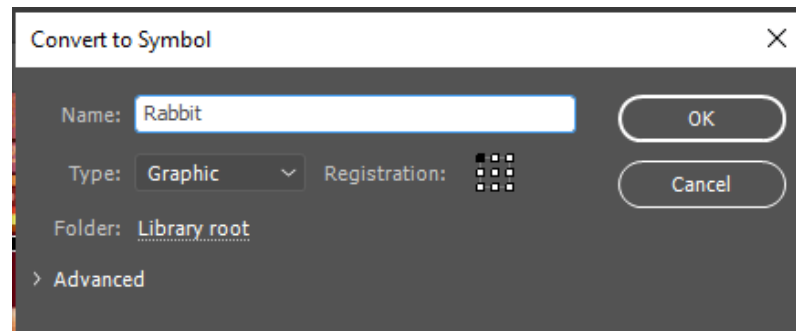 Convert to Symbol
Name: Rabbit
OK
Type: Graphic Registration:
Cancel
Folder: Library root
Advanced